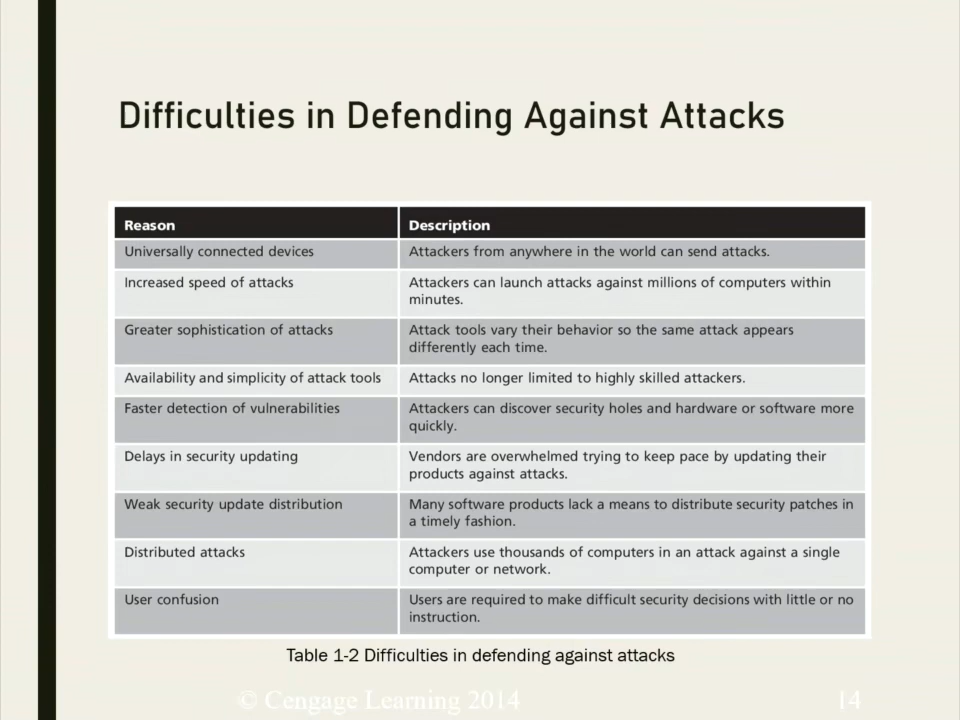 Difficulties in Defending Against Attacks
Reason Description
Universally connected devices Attackers from anywhere in the world can send attacks.
Increased speed of attacks Attackers can launch attacks against millions of computers within
minutes.
Greater sophistication of attacks Attack tools vary their behavior so the same attack appears
differently each time.
Availability and simplicity of attack tools Attacks no longer limited to highly skilled attackers.
Faster detection of vulnerabilities Attackers can discover security holes and hardware or software more
quickly.
Delays in security updating Vendors are overwhelmed trying to keep pace by updating their
products against attacks.
Weak security update distribution Many software products lack a means to distribute security patches in
a timely fashion.
Distributed attacks Attackers use thousands of computers in an attack against a single
computer or network.
User confusion Users are required to make difficult security decisions with little or no
instruction.
Table 1-2 Difficulties in defending against attacks
© Cengage Learning 2014 14